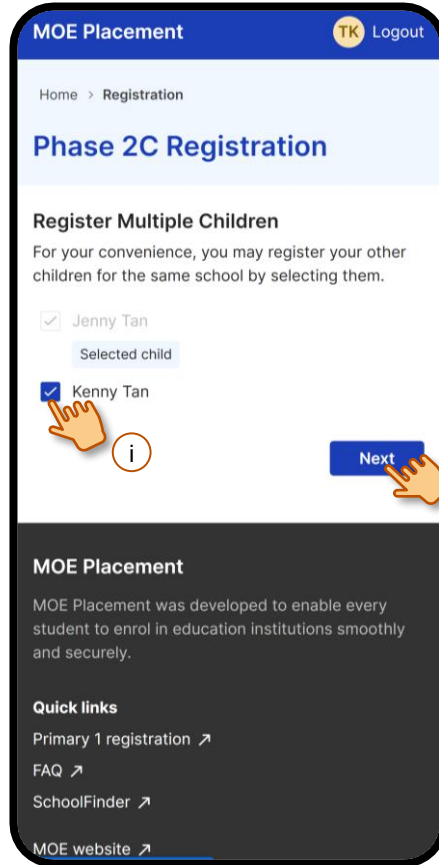 MOE Placement
TK Logout
Home > Registration
Phase 2C Registration
Register Multiple Children
For your convenience, you may register your other
children for the same school by selecting them.
Jenny Tan
Selected child
Kenny Tan
i
Next
MOE Placement
MOE Placement was developed to enable every
student to enrol in education institutions smoothly
and securely.
Quick links
Primary 1 registration ↗
FAQ ↗
SchoolFinder ↗
MOE website ↗